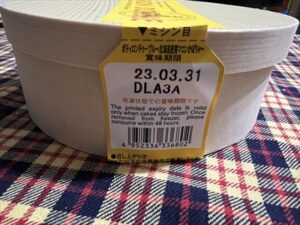 ▼ミシン目
賞味期限
23.03.31
DLA3A
冷凍状態での賞味期限です
The printed expiry date is valid
only when cakes stay frozen. Once
removed from freezer, please
consume within 48 hours.
4 952336 336802